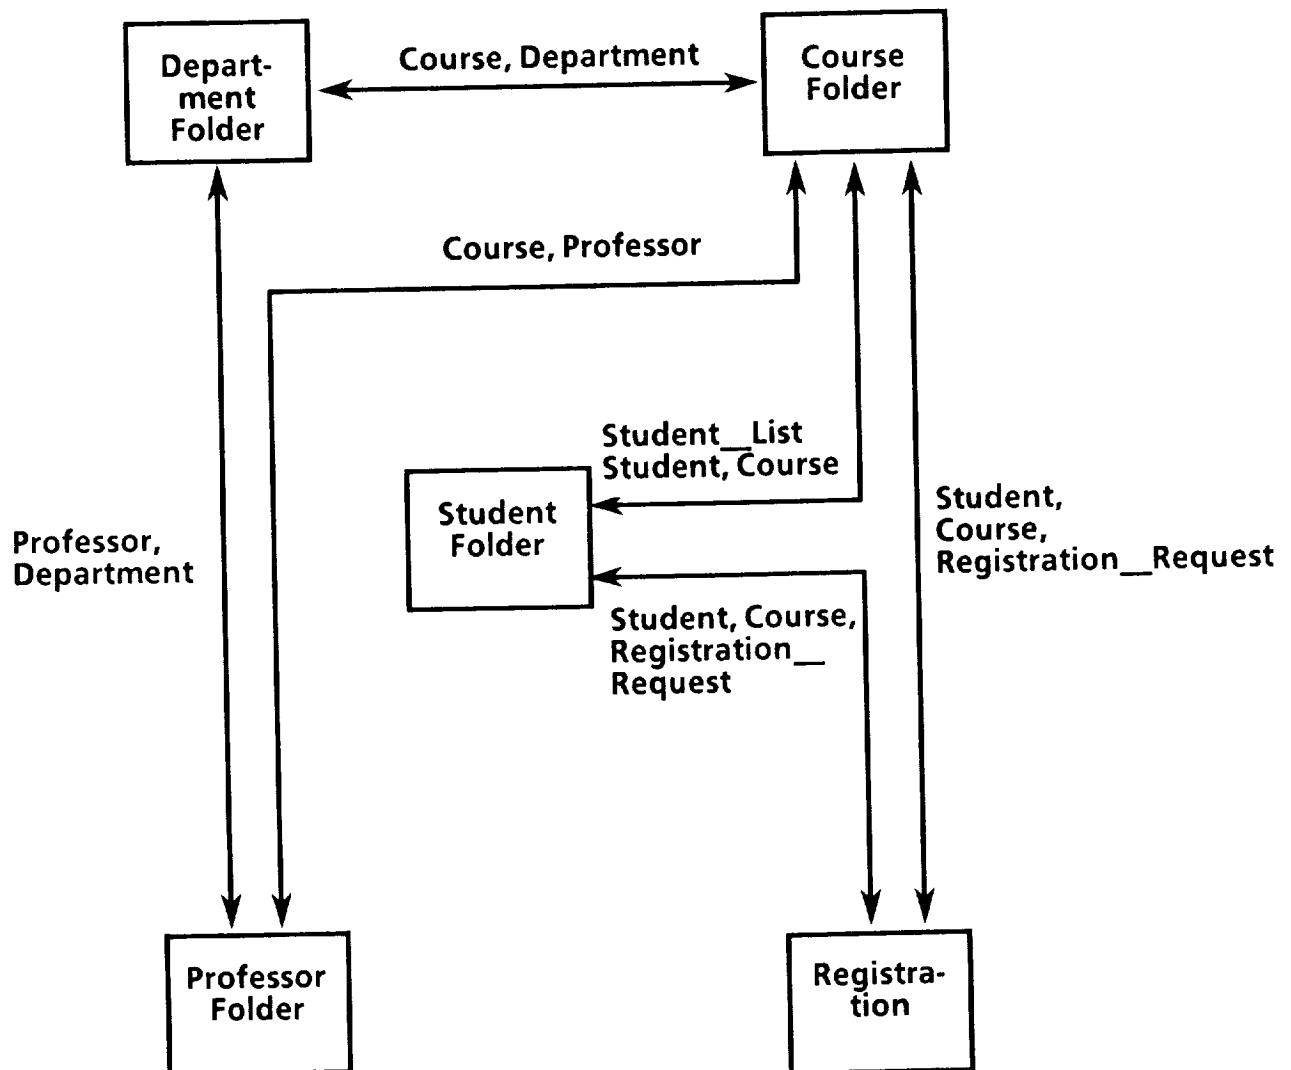 Depart-
ment
Folder
Course, Department
Course
Folder
Course, Professor
Student__List
Student, Course
Student
Folder
Student,
Course,
Registration__Request
Professor,
Department
Student, Course,
Registration__
Request
Professor
Folder
Registra-
tion